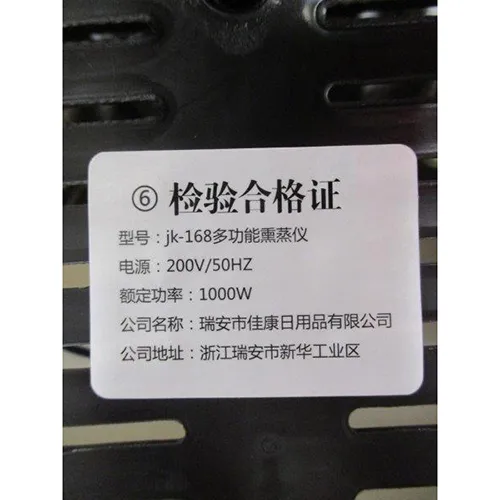 ⑥ 检验合格证
型号：jk-168多功能熏蒸仪
电源：200V/50HZ
额定功率：1000W
公司名称：瑞安市佳康日用品有限公司
公司地址：浙江瑞安市新华工业区